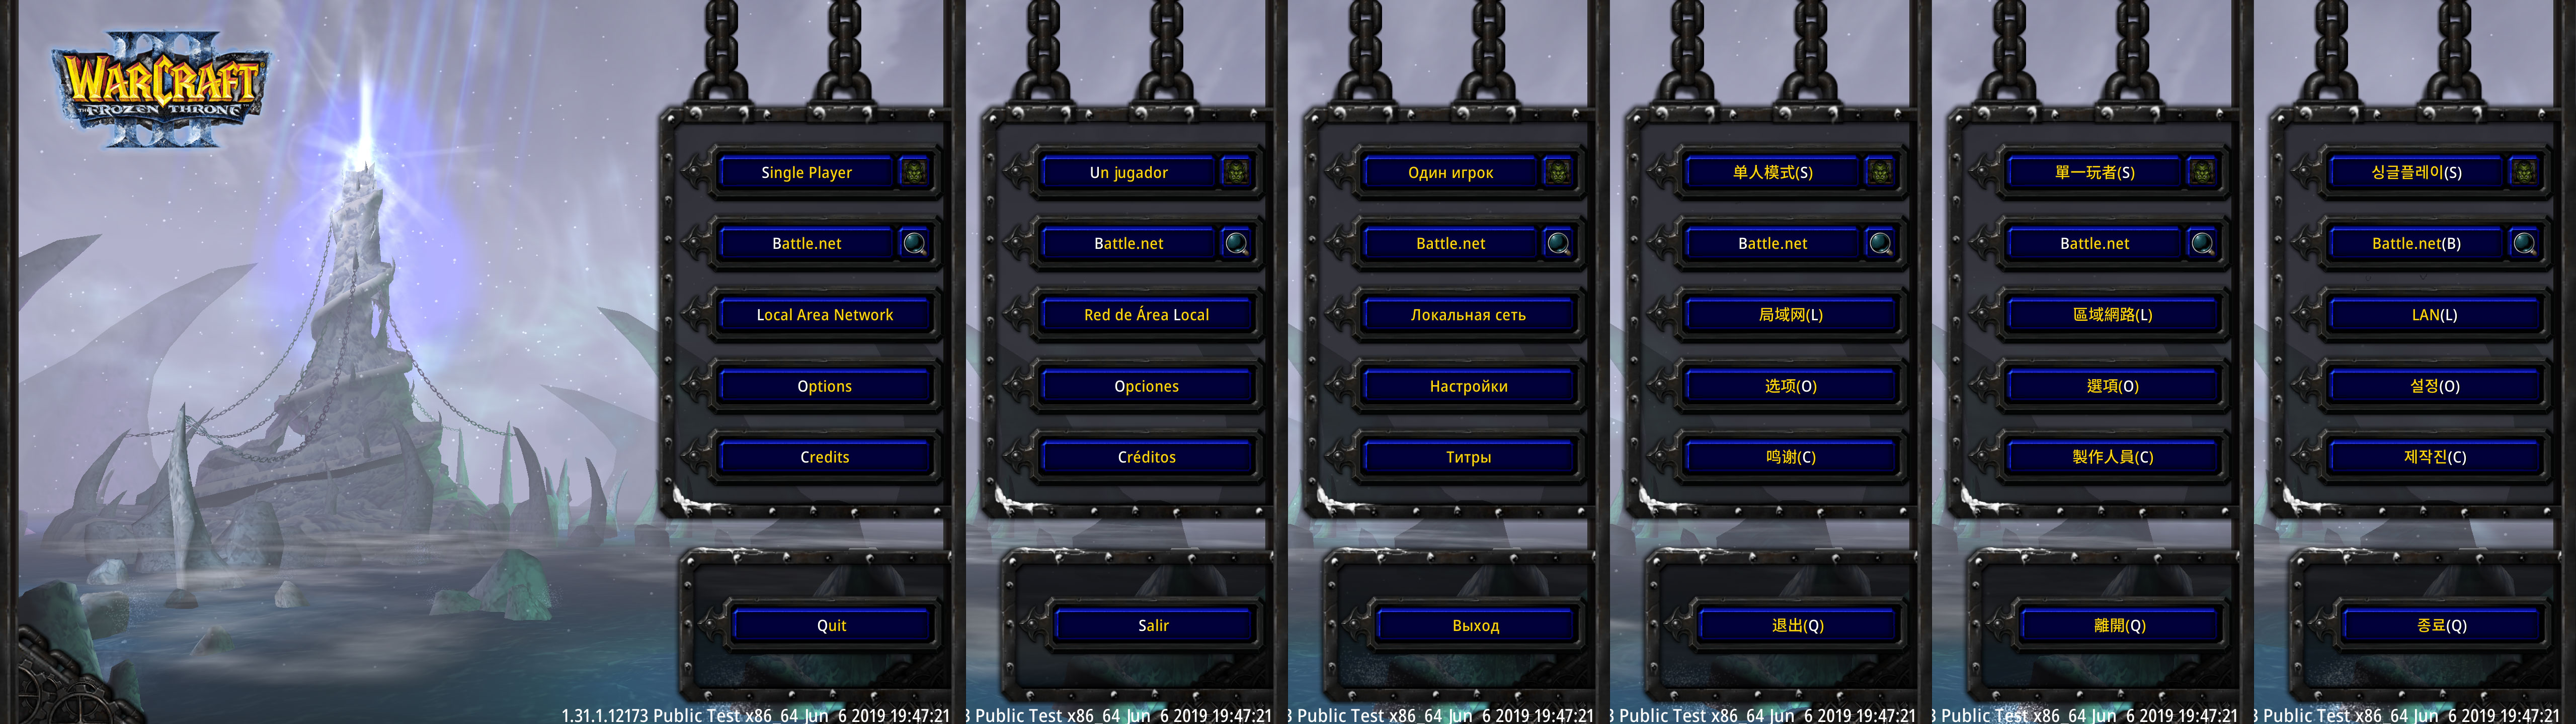 WARCRAFT
III
THE FROZEN THRONE
Single Player
Battle.net
Local Area Network
Options
Credits
Quit
1.31.1.12173 Public Test x86_64 Jun 6 2019 19:47:21
Un jugador
Battle.net
Red de Área Local
Opciones
Créditos
Salir
3 Public Test x86_64 Jun 6 2019 19:47:21
Один игрок
Battle.net
Локальная сеть
Настройки
Титры
Выход
3 Public Test x86_64 Jun 6 2019 19:47:21
单人模式(S)
Battle.net
局域网(L)
选项(O)
鸣谢(C)
退出(Q)
3 Public Test x86_64 Jun 6 2019 19:47:21
單一玩者(S)
Battle.net
區域網路(L)
選項(O)
製作人員(C)
離開(Q)
3 Public Test x86_64 Jun 6 2019 19:47:21
싱글플레이(S)
Battle.net(B)
LAN(L)
설정(O)
제작진(C)
종료(Q)
3 Public Test x86_64 Jun 6 2019 19:47:21